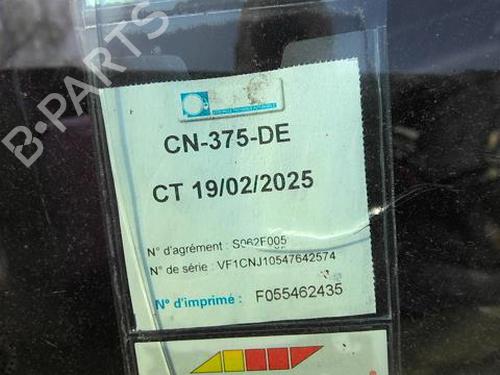 B-PARTS
CN-375-DE
CT 19/02/2025
N° d'agrément : S062F005
N° de série : VF1CNJ10547642574
N° d'imprimé : F055462435